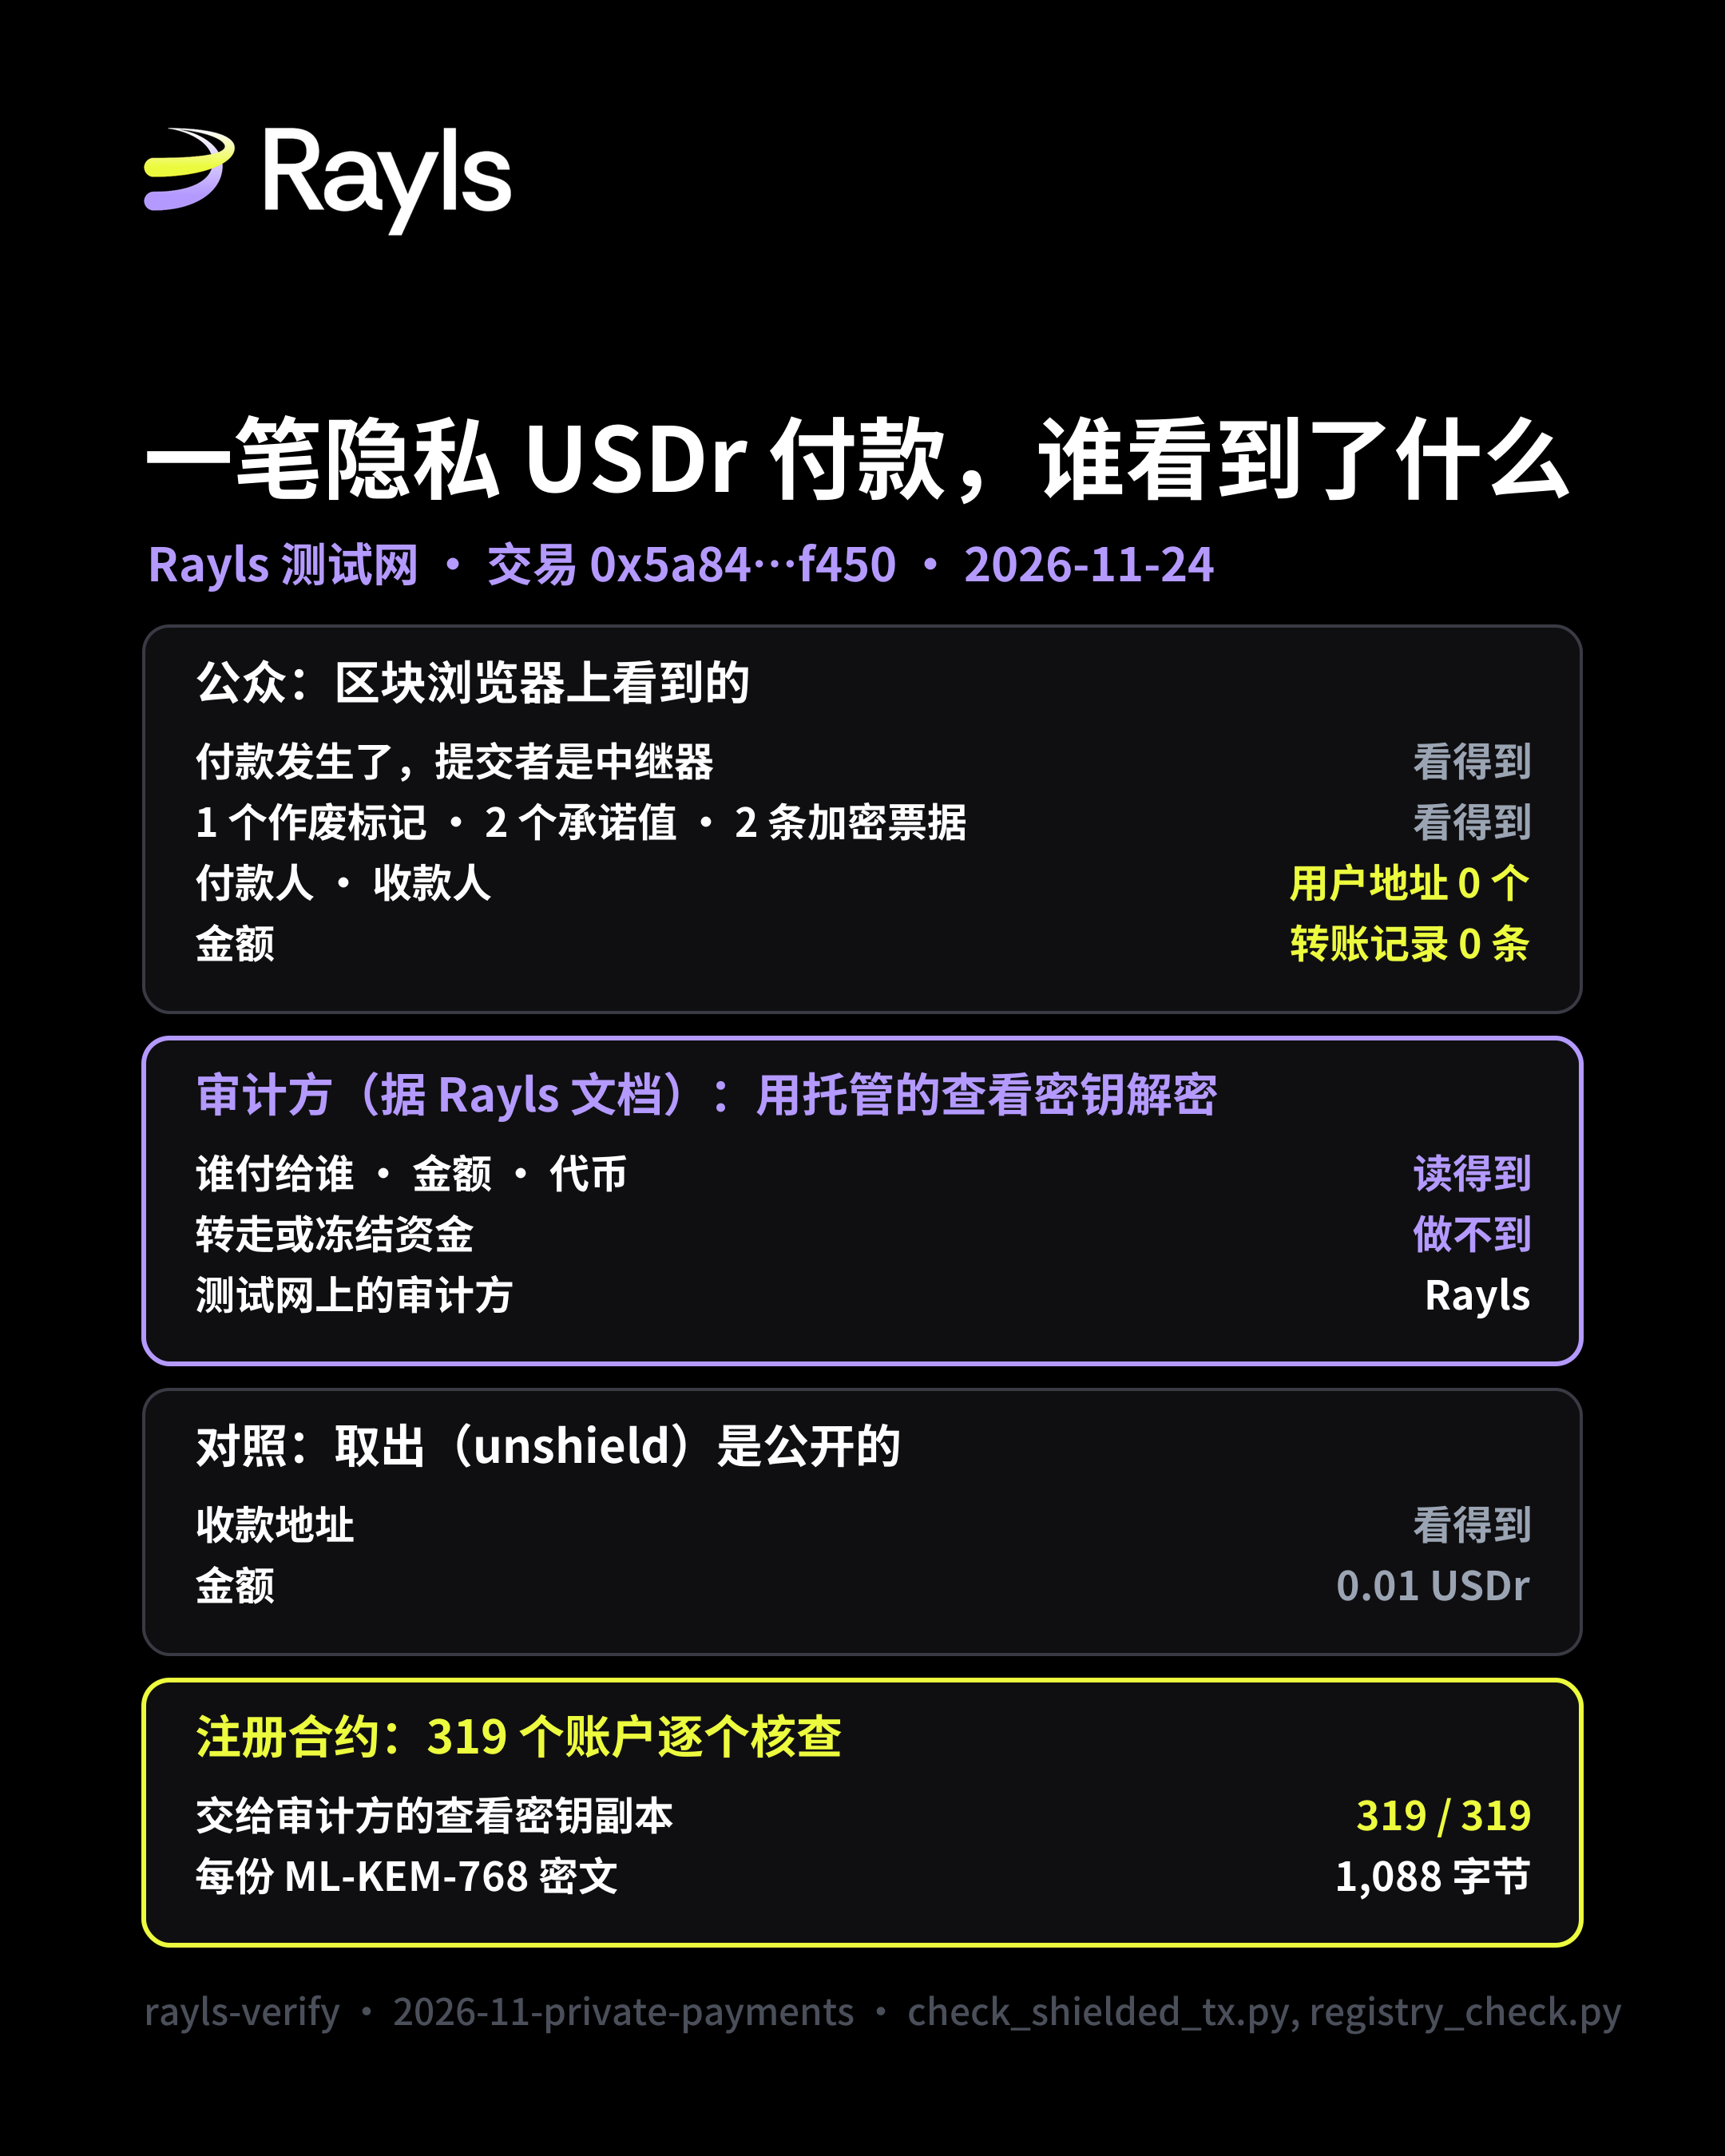 Rayls
一笔隐私 USDr 付款，谁看到了什么
Rayls 测试网 · 交易 0x5a84…f450 · 2026-11-24
公众：区块浏览器上看到的
付款发生了，提交者是中继器 看得到
1 个作废标记 · 2 个承诺值 · 2 条加密票据 看得到
付款人 · 收款人 用户地址 0 个
金额 转账记录 0 条
审计方（据 Rayls 文档）：用托管的查看密钥解密
谁付给谁 · 金额 · 代币 读得到
转走或冻结资金 做不到
测试网上的审计方 Rayls
对照：取出（unshield）是公开的
收款地址 看得到
金额 0.01 USDr
注册合约：319 个账户逐个核查
交给审计方的查看密钥副本 319 / 319
每份 ML-KEM-768 密文 1,088 字节
rayls-verify · 2026-11-private-payments · check_shielded_tx.py, registry_check.py